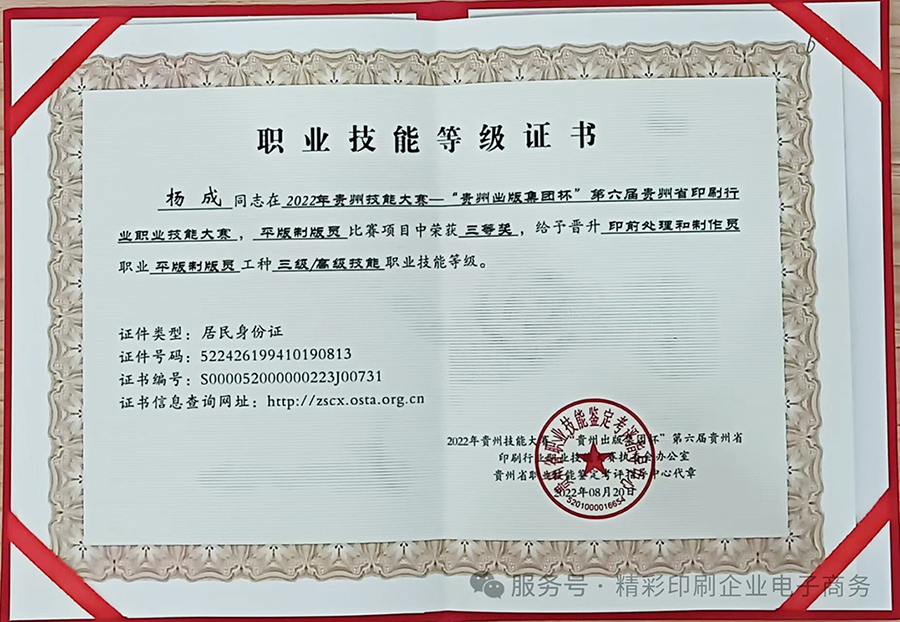 职业技能等级证书
杨成同志在2022年贵州技能大赛—“贵州出版集团杯”第六届贵州省印刷行
业职业技能大赛，平版制版员比赛项目中荣获三等奖，给予晋升印前处理和制作员
职业平版制版员工种三级/高级技能职业技能等级。
证件类型：居民身份证
证件号码：522426199410190813
证书编号：S000052000000223J00731
证书信息查询网址：http://zscx.osta.org.cn
2022年贵州技能大赛 贵州出版集团杯”第六届贵州省
印刷行业职业技 赛执 会办公室
贵州省职业技能鉴定考评指导中心代章
2022年08月20日
5201000016654
服务号·精彩印刷企业电子商务